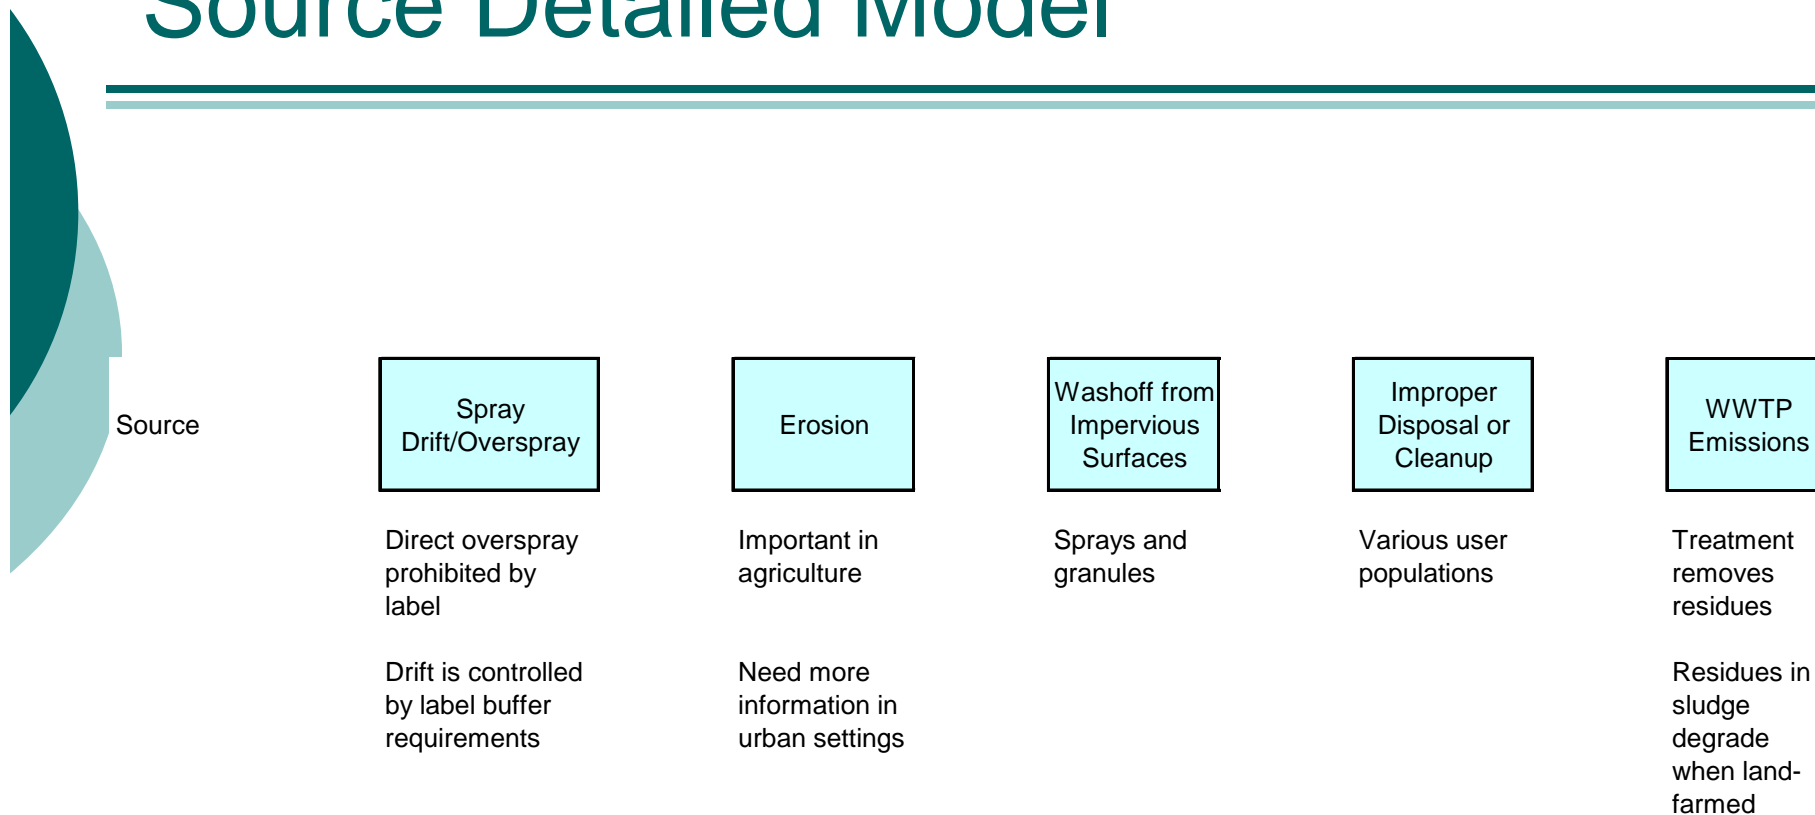 Source Detailed Model
Source
Spray
Drift/Overspray
Erosion
Washoff from
Impervious
Surfaces
Improper
Disposal or
Cleanup
WWTP
Emissions
Direct overspray
prohibited by
label
Drift is controlled
by label buffer
requirements
Important in
agriculture
Need more
information in
urban settings
Sprays and
granules
Various user
populations
Treatment
removes
residues
Residues in
sludge
degrade
when land-
farmed